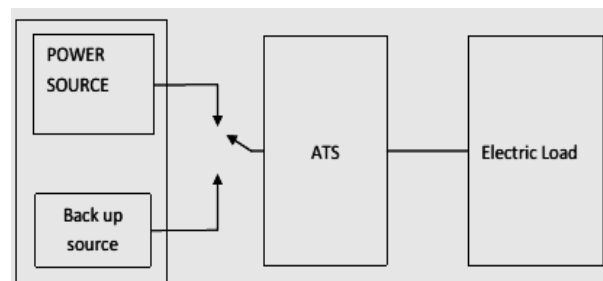 POWER
SOURCE
ATS
Electric Load
Back up
source